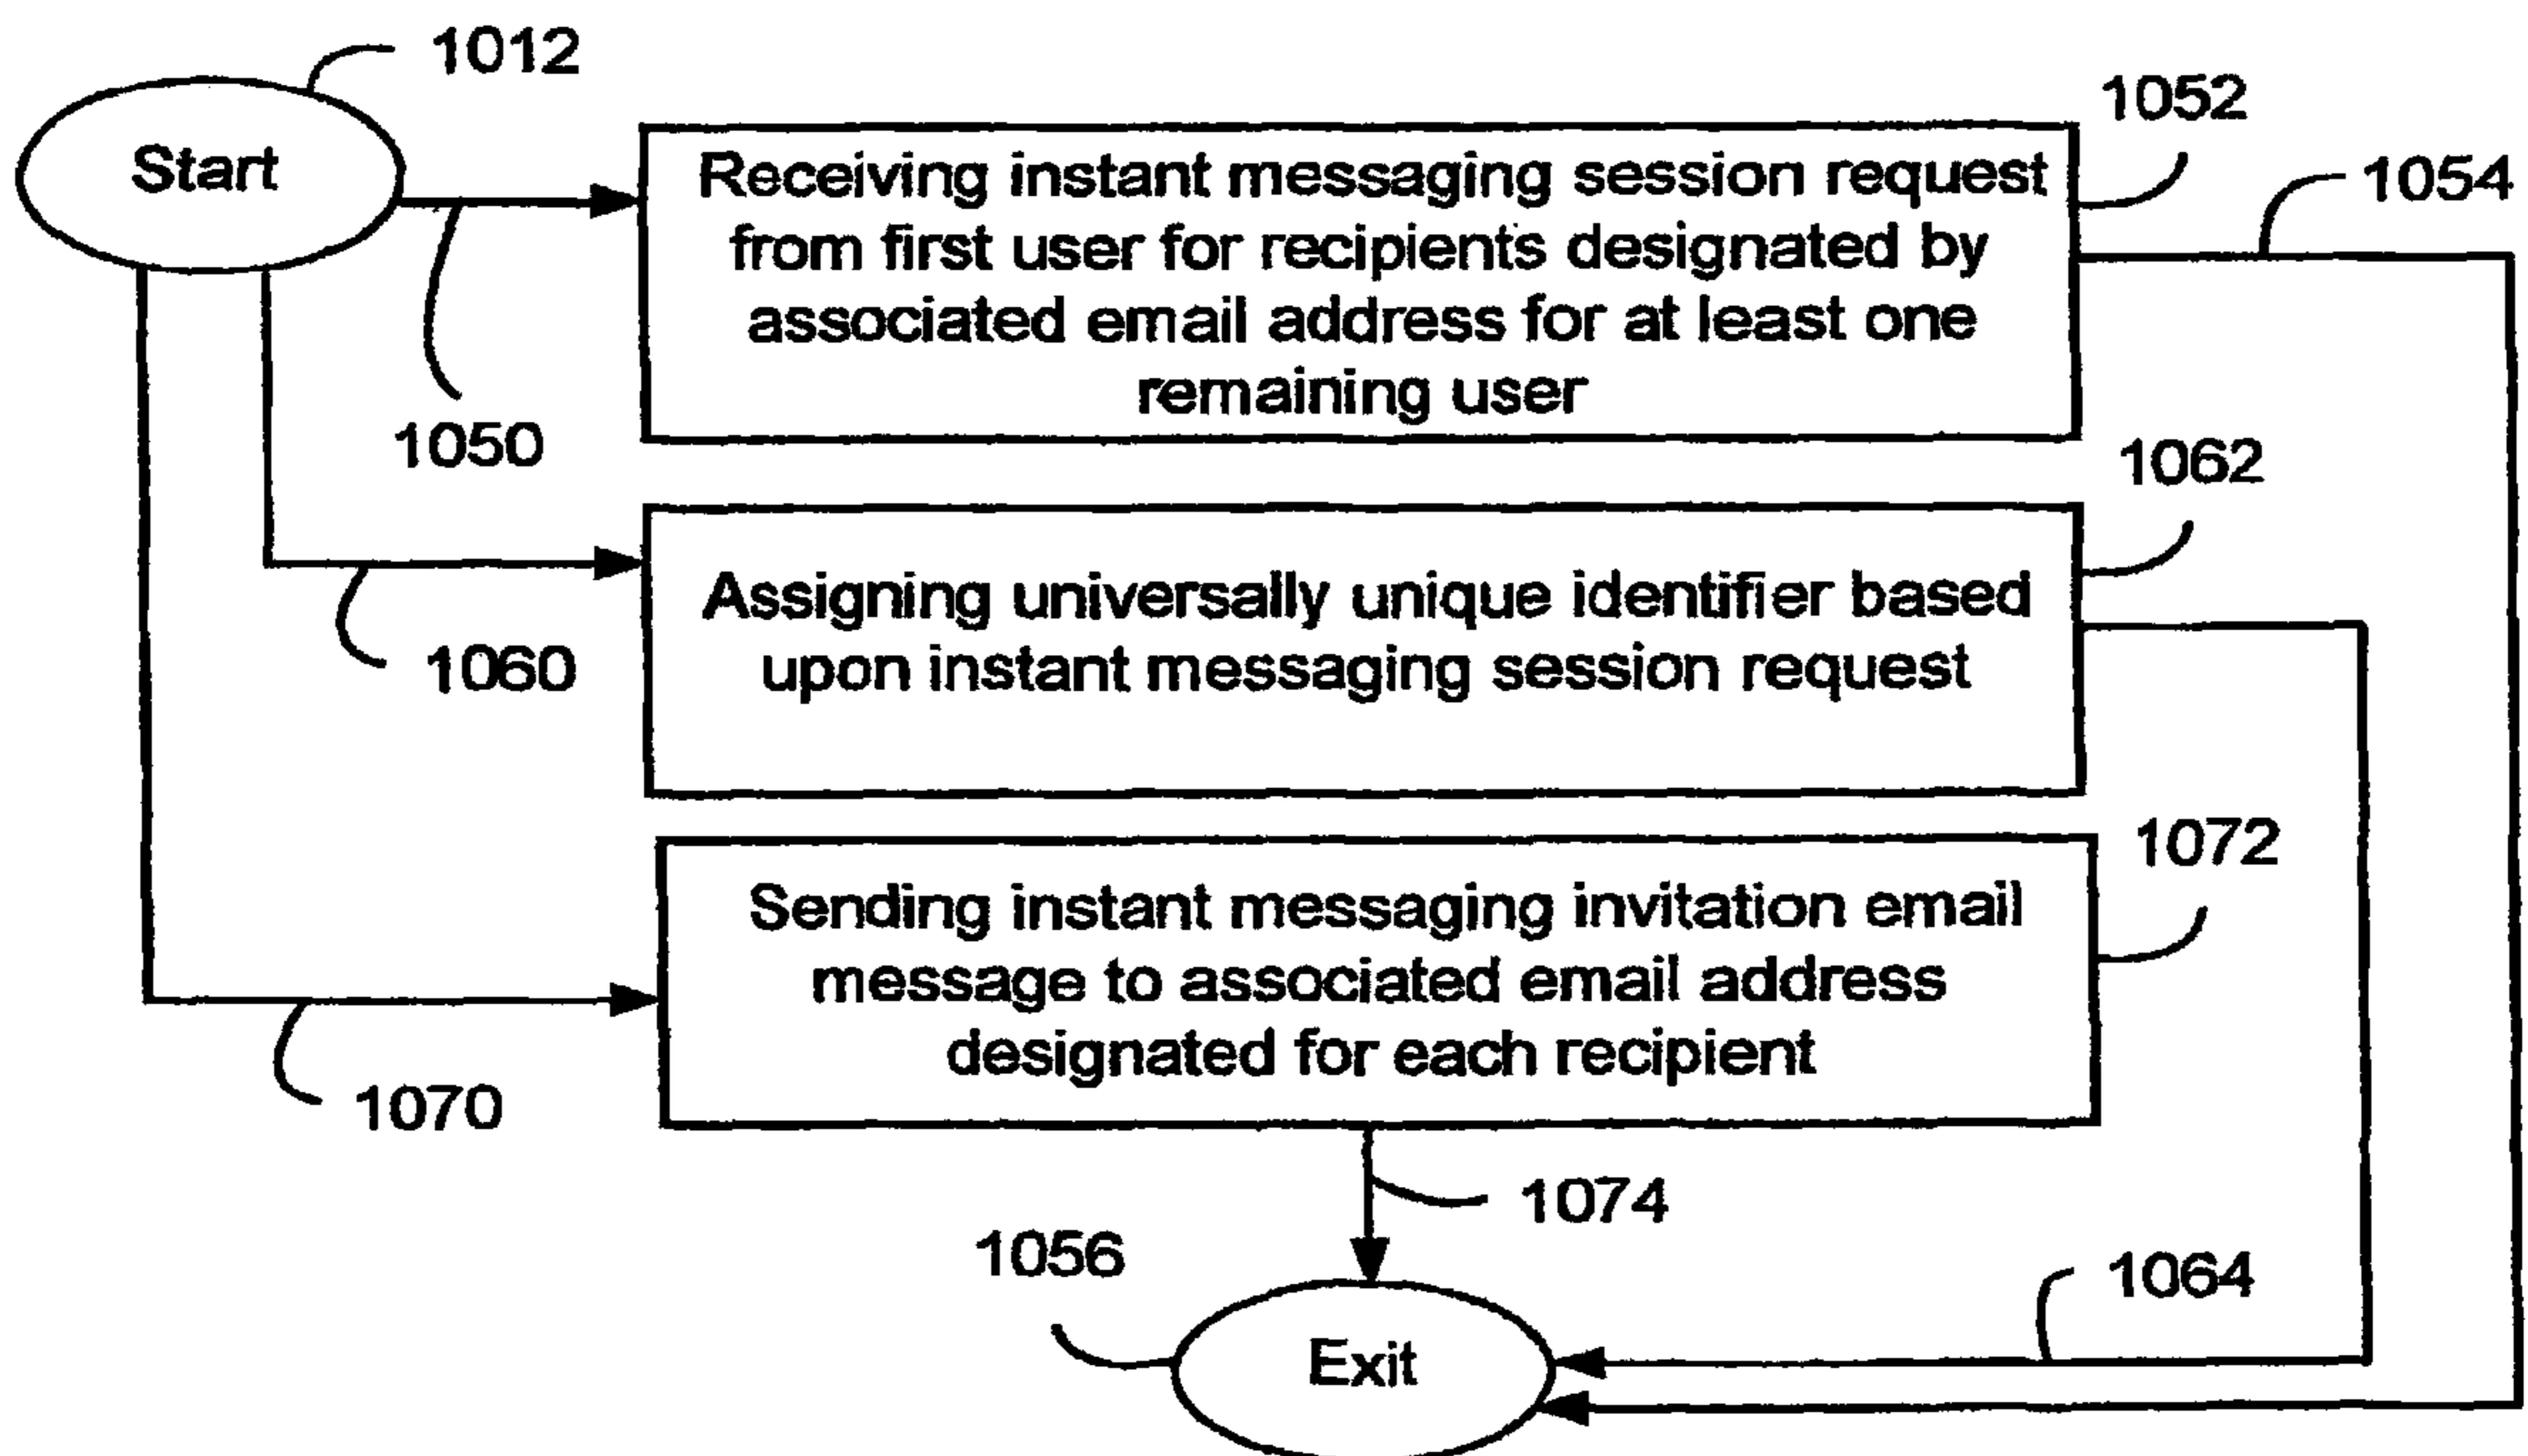 1012
Start
1052
Receiving instant messaging session request
from first user for recipients designated by
associated email address for at least one
remaining user
1054
1050
1062
Assigning universally unique identifier based
upon instant messaging session request
1060
1072
Sending instant messaging invitation email
message to associated email address
designated for each recipient
1070
1074
1056
1064
Exit